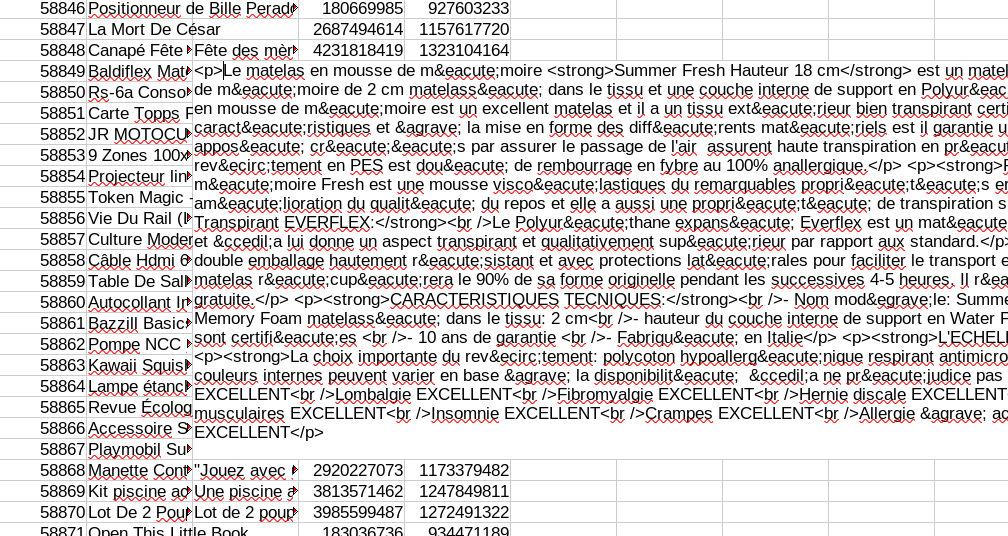 58846 Positionneur de Bille Perado 180669985 927603233
58847 La Mort De César 2687494614 1157617720
58848 Canapé Fête Fête des mèr 4231818419 1323104164
58849 Baldiflex Mate <p>Le matelas en mousse de m&eacute;moire <strong>Summer Fresh Hauteur 18 cm</strong> est un matel
de m&eacute;moire de 2 cm matelass&eacute; dans le tissu et une couche interne de support en Polyur&eac
58850 Rs-6a Conso
58851 Carte Topps F en mousse de m&eacute;moire est un excellent matelas et il a un tissu ext&eacute;rieur bien transpirant certi
caract&eacute;ristiques et &agrave; la mise en forme des diff&eacute;rents mat&eacute;riels est il garantie u
58852 JR MOTOCU
appos&eacute; cr&eacute;&eacute;s par assurer le passage de l'air assurent haute transpiration en pr&eacu
58853 9 Zones 100x
rev&ecirc;tement en PES est dou&eacute; de rembourrage en fybre au 100% anallergique.</p> <p><strong>
58854 Projecteur lin
m&eacute;moire Fresh est une mousse visco&eacute;lastiques du remarquables propri&eacute;t&eacute;s e
58855 Token Magic - am&eacute;lioration du qualit&eacute; du repos et elle a aussi une propri&eacute;t&eacute; de transpiration s
58856 Vie Du Rail Transpirant EVERFLEX:</strong><br />Le Polyur&eacute;thane expans&eacute; Everflex est un mat&eacute
58857 Culture Moder et &ccedil;a lui donne un aspect transpirant et qualitativement sup&eacute;rieur par rapport aux standard.</p>
58858 Câble Hdmi 6 double emballage hautement r&eacute;sistant et avec protections lat&eacute;rales pour faciliter le transport e
58859 Table De Sall matelas r&eacute;cup&eacute;rera le 90% de sa forme originelle pendant les successives 4-5 heures. Il r&ea
58860 Autocollant gratuite.</p> <p><strong>CARACTERISTIQUES TECNIQUES:</strong><br />- Nom mod&egrave;le: Summe
58861 Bazzill Basic Memory Foam matelass&eacute; dans le tissu: 2 cm<br />- hauteur du couche interne de support en Water F
58862 Pompe NCC sont certifi&eacute;es <br />- 10 ans de garantie <br />- Fabriqu&eacute; en Italie</p> <p><strong>L'ECHEL
58863 Kawaii Squis <p><strong>La choix importante du rev&ecirc;tement: polycoton hypoallerg&eacute;nique respirant antimicro
58864 Lampe étanc couleurs internes peuvent varier en base &agrave; la disponibilit&eacute; &ccedil;a ne pr&eacute;judice pas
EXCELLENT<br />Lombalgie EXCELLENT<br />Fibromyalgie EXCELLENT<br />Hernie discale EXCELLENT
58865 Revue Écolog
musculaires EXCELLENT<br />Insomnie EXCELLENT<br />Crampes EXCELLENT<br />Allergie &agrave; ac
58866 Accessoire S EXCELLENT</p>
58867 Playmobil Su
58868 Manette Cont "Jouez avec 2920227073 1173379482
58869 Kit piscine ac Une piscine a 3813571462 1247849811
58870 Lot De 2 Pour Lot de 2 pour 3985599487 1272491322
58871 Open This Little Book 183036736 934471189